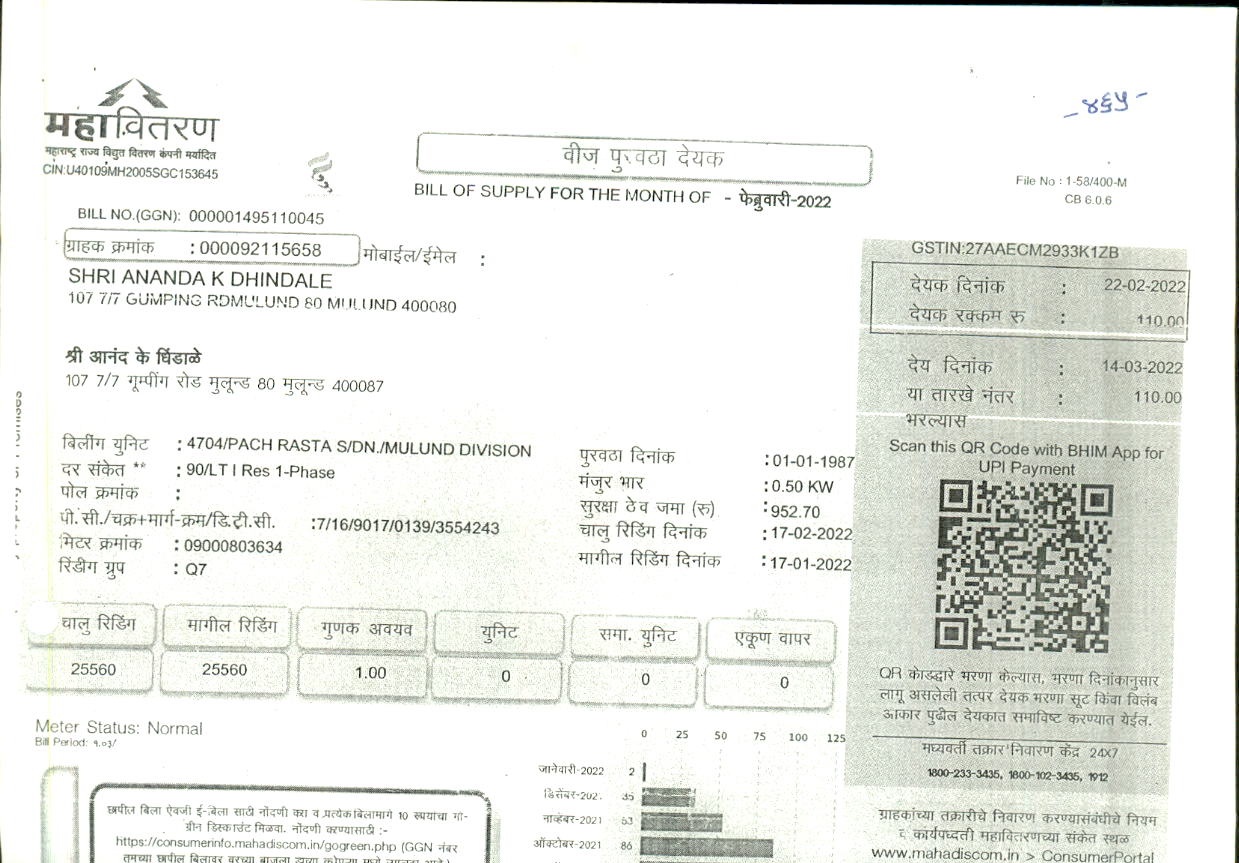 -४६५-
महावितरण
महाराष्ट्र राज्य विद्युत वितरण कंपनी मर्यादित
CIN:U40109MH2005SGC153645
वीज पुरवठा देयक
BILL OF SUPPLY FOR THE MONTH OF - फेब्रुवारी-2022
File No : 1-58/400-M
CB 6.0.6
BILL NO.(GGN): 000001495110045
ग्राहक क्रमांक :000092115658 मोबाईल/ईमेल :
SHRI ANANDA K DHINDALE
107 7/7 GUMPING RDMULUND 80 MULUND 400080
श्री आनंद के धिंडाळे
107 7/7 गूम्पींग रोड मुलून्ड 80 मुलून्ड 400087
GSTIN:27AAECM2933K1ZB
देयक दिनांक : 22-02-2022
देयक रक्कम रु : 110.00
देय दिनांक : 14-03-2022
या तारखे नंतर : 110.00
भरल्यास
बिलींग युनिट : 4704/PACH RASTA S/DN./MULUND DIVISION
दर संकेत ** : 90/LT I Res 1-Phase
पोल क्रमांक :
पी.सी./चक्र+मार्ग-क्रम/डि.ट्री.सी. :7/16/9017/0139/3554243
मिटर क्रमांक : 09000803634
रिंडीग ग्रुप : Q7
पुरवठा दिनांक :01-01-1987
मंजुर भार :0.50 KW
सुरक्षा ठेव जमा (रु) :952.70
चालु रिडिंग दिनांक :17-02-2022
मागील रिडिंग दिनांक :17-01-2022
Scan this QR Code with BHIM App for
UPI Payment
QR कोडद्वारे भरणा केल्यास, भरणा दिनांकानुसार
लागू असलेली तत्पर देयक भरणा सूट किंवा विलंब
आकार पुढील देयकात समाविष्ट करण्यात येईल.
मध्यवर्ती तक्रार निवारण केंद्र 24X7
1800-233-3435, 1800-102-3435, 1912
ग्राहकांच्या तक्रारीचे निवारण करण्यासंबंधीचे नियम
व कार्यपध्दती महावितरणच्या संकेत स्थळ
www.mahadiscom.in > ConsumerPortal
चालु रिडिंग मागील रिडिंग गुणक अवयव युनिट समा. युनिट एकूण वापर
25560 25560 1.00 0 0 0
Meter Status: Normal
Bill Period: १.०३/
छापील बिला ऐवजी ई-बिला साठी नोंदणी करा व प्रत्येक बिलामागे 10 रुपयांचा गो-
ग्रीन डिस्काउंट मिळवा. नोंदणी करण्यासाठी :-
https://consumerinfo.mahadiscom.in/gogreen.php (GGN नंबर
तुमच्या छापील बिलावर वरच्या बाजूला
0 25 50 75 100 125
जानेवारी-2022 2
डिसेंबर-2021 35
नोव्हेंबर-2021 53
ऑक्टोबर-2021 86